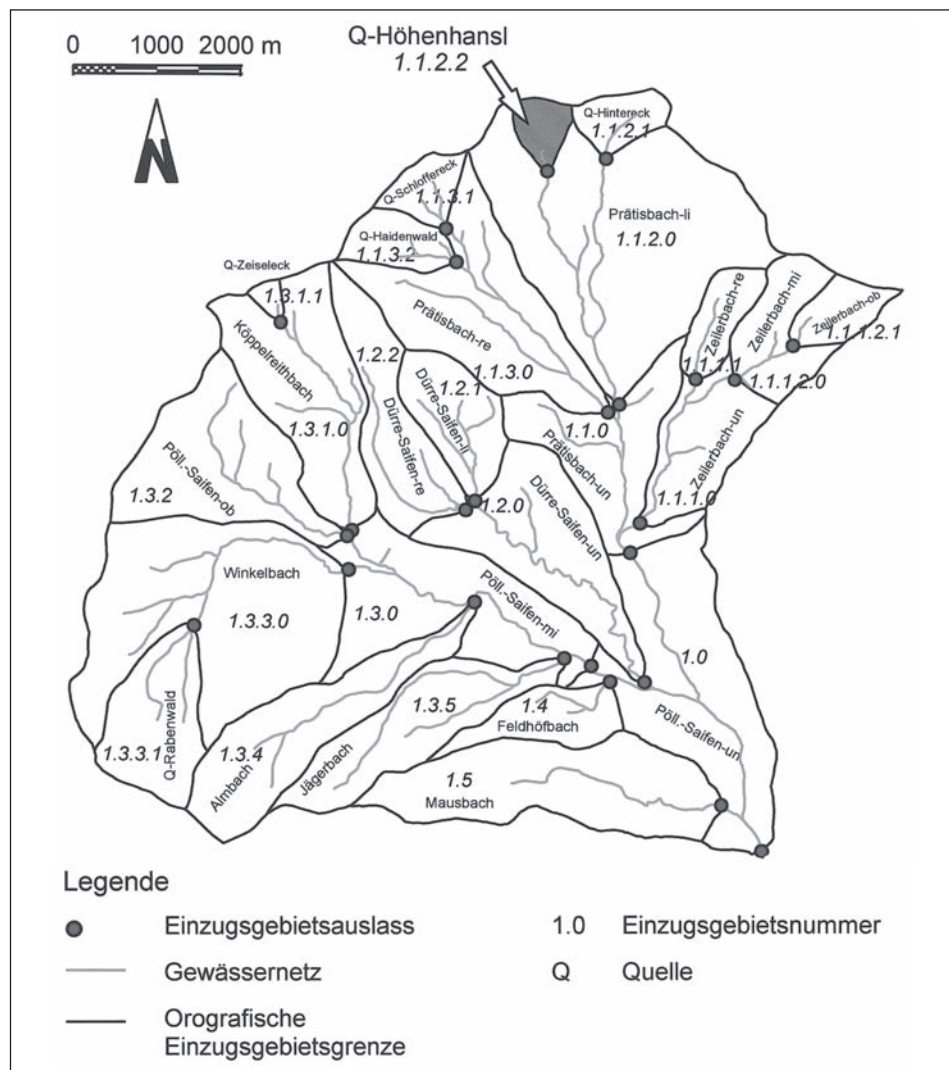 0 1000 2000 m
Q-Höhenhansl
1.1.2.2
N
Q-Hintereck
1.1.2.1
Q-Schloffereck
1.1.3.1
Prätisbach-li
1.1.2.0
Q-Haidenwald
1.1.3.2
Q-Zeiseleck
1.3.1.1
Köppelreithbach
1.3.1.0
Prätisbach-re
1.1.3.0
Zeilerbach-re
1.1.1.1
Zeilerbach-mi
1.1.1.2.0
Zeilerbach-ob
1.1.1.2.1
1.2.2
Dürre-Saifen-re
Dürre-Saifen-li
1.2.1
1.1.0
Prätisbach-un
Zeilerbach-un
1.1.1.0
Pöll.-Saifen-ob
1.3.2
1.2.0
Dürre-Saifen-un
Winkelbach
1.3.3.0
1.3.0
Pöll.-Saifen-mi
1.0
Pöll.-Saifen-un
Q-Rabenwald
1.3.3.1
1.3.4
Almbach
Jägerbach
1.3.5
1.4
Feldhöfbach
1.5
Mausbach
Legende
Einzugsgebietsauslass
1.0 Einzugsgebietsnummer
Gewässernetz
Q Quelle
Orografische
Einzugsgebietsgrenze